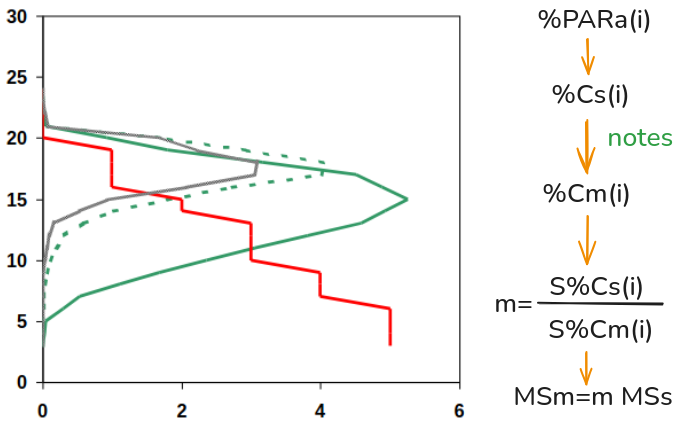 30
25
20
15
10
5
0
0 2 4 6
%PARa(i)
%Cs(i)
notes
%Cm(i)
m= S%Cs(i)
S%Cm(i)
MSm=m MSs